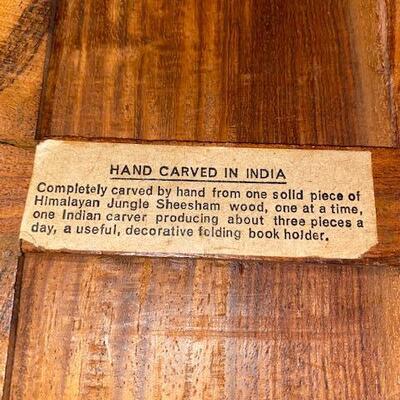 HAND CARVED IN INDIA
Completely carved by hand from one solid piece of
Himalayan Jungle Sheesham wood, one at a time,
one Indian carver producing about three pieces a
day, a useful, decorative folding book holder.